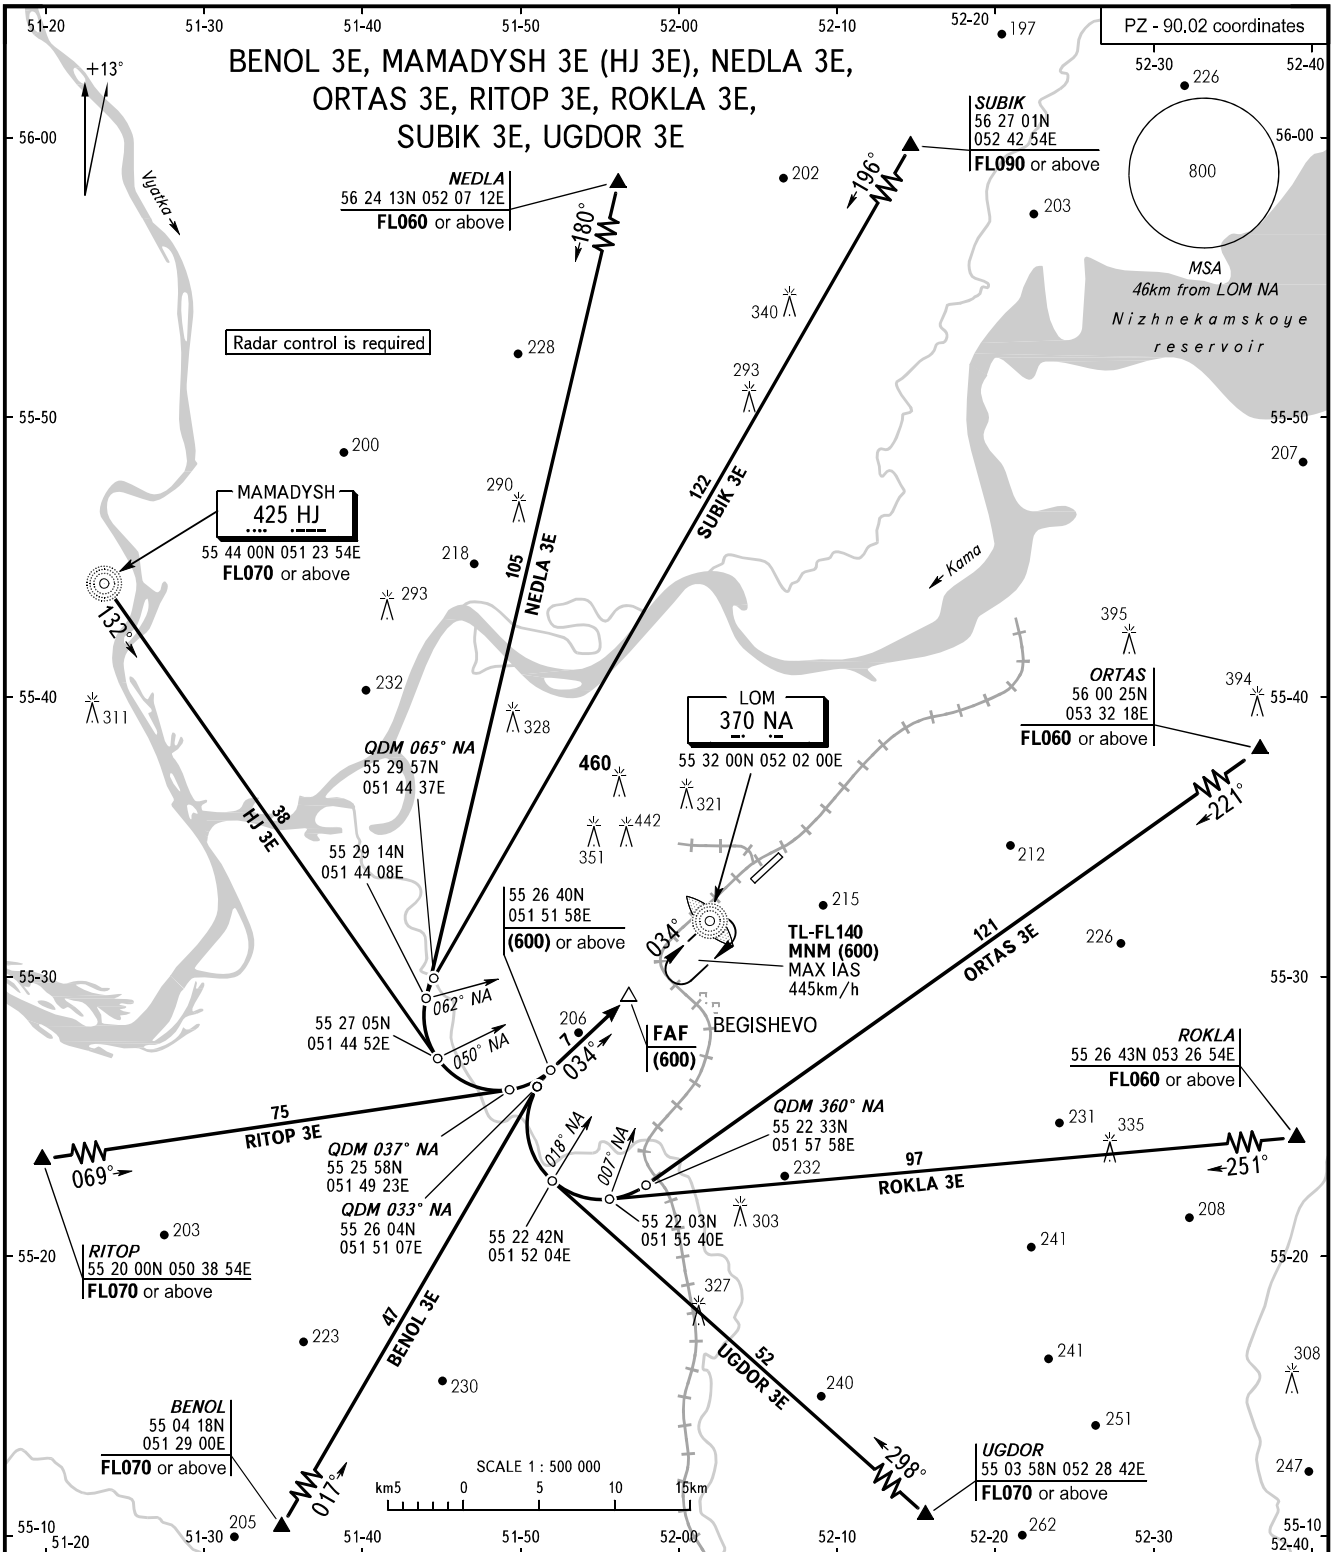 51-20
51-30
51-40
51-50
52-00
52-10
52-20
197
PZ - 90.02 coordinates
52-30
52-40
+13°
BENOL 3E, MAMADYSH 3E (HJ 3E), NEDLA 3E,
ORTAS 3E, RITOP 3E, ROKLA 3E,
SUBIK 3E, UGDOR 3E
226
SUBIK
56 27 01N
052 42 54E
FL090 or above
56-00
56-00
Vyatka
NEDLA
56 24 13N 052 07 12E
FL060 or above
202
196°
800
203
180°
MSA
46km from LOM NA
Nizhnekamskoye
reservoir
340
Radar control is required
228
293
55-50
55-50
200
207
MAMADYSH
425 HJ
55 44 00N 051 23 54E
FL070 or above
290
122
SUBIK 3E
218
105
NEDLA 3E
Kama
293
132°
395
232
ORTAS
56 00 25N
053 32 18E
FL060 or above
394
55-40
55-40
311
328
LOM
370 NA
55 32 00N 052 02 00E
QDM 065° NA
55 29 57N
051 44 37E
460
321
221°
38
HJ 3E
442
351
212
55 29 14N
051 44 08E
55 26 40N
051 51 58E
(600) or above
215
034°
TL-FL140
MNM (600)
MAX IAS
445km/h
121
ORTAS 3E
226
55-30
55-30
062° NA
55 27 05N
051 44 52E
050° NA
206
7
034°
FAF
(600)
BEGISHEVO
ROKLA
55 26 43N 053 26 54E
FL060 or above
75
RITOP 3E
069°
QDM 037° NA
55 25 58N
051 49 23E
QDM 033° NA
55 26 04N
051 51 07E
018° NA
007° NA
QDM 360° NA
55 22 33N
051 57 58E
231
335
232
97
ROKLA 3E
251°
208
203
55 22 42N
051 52 04E
55 22 03N
051 55 40E
303
241
55-20
55-20
RITOP
55 20 00N 050 38 54E
FL070 or above
327
223
47
BENOL 3E
52
UGDOR 3E
241
308
230
240
251
BENOL
55 04 18N
051 29 00E
FL070 or above
017°
298°
UGDOR
55 03 58N 052 28 42E
FL070 or above
247
SCALE 1 : 500 000
km5
0
5
10
15km
55-10
55-10
205
262
51-20
51-30
51-40
51-50
52-00
52-10
52-20
52-30
52-40